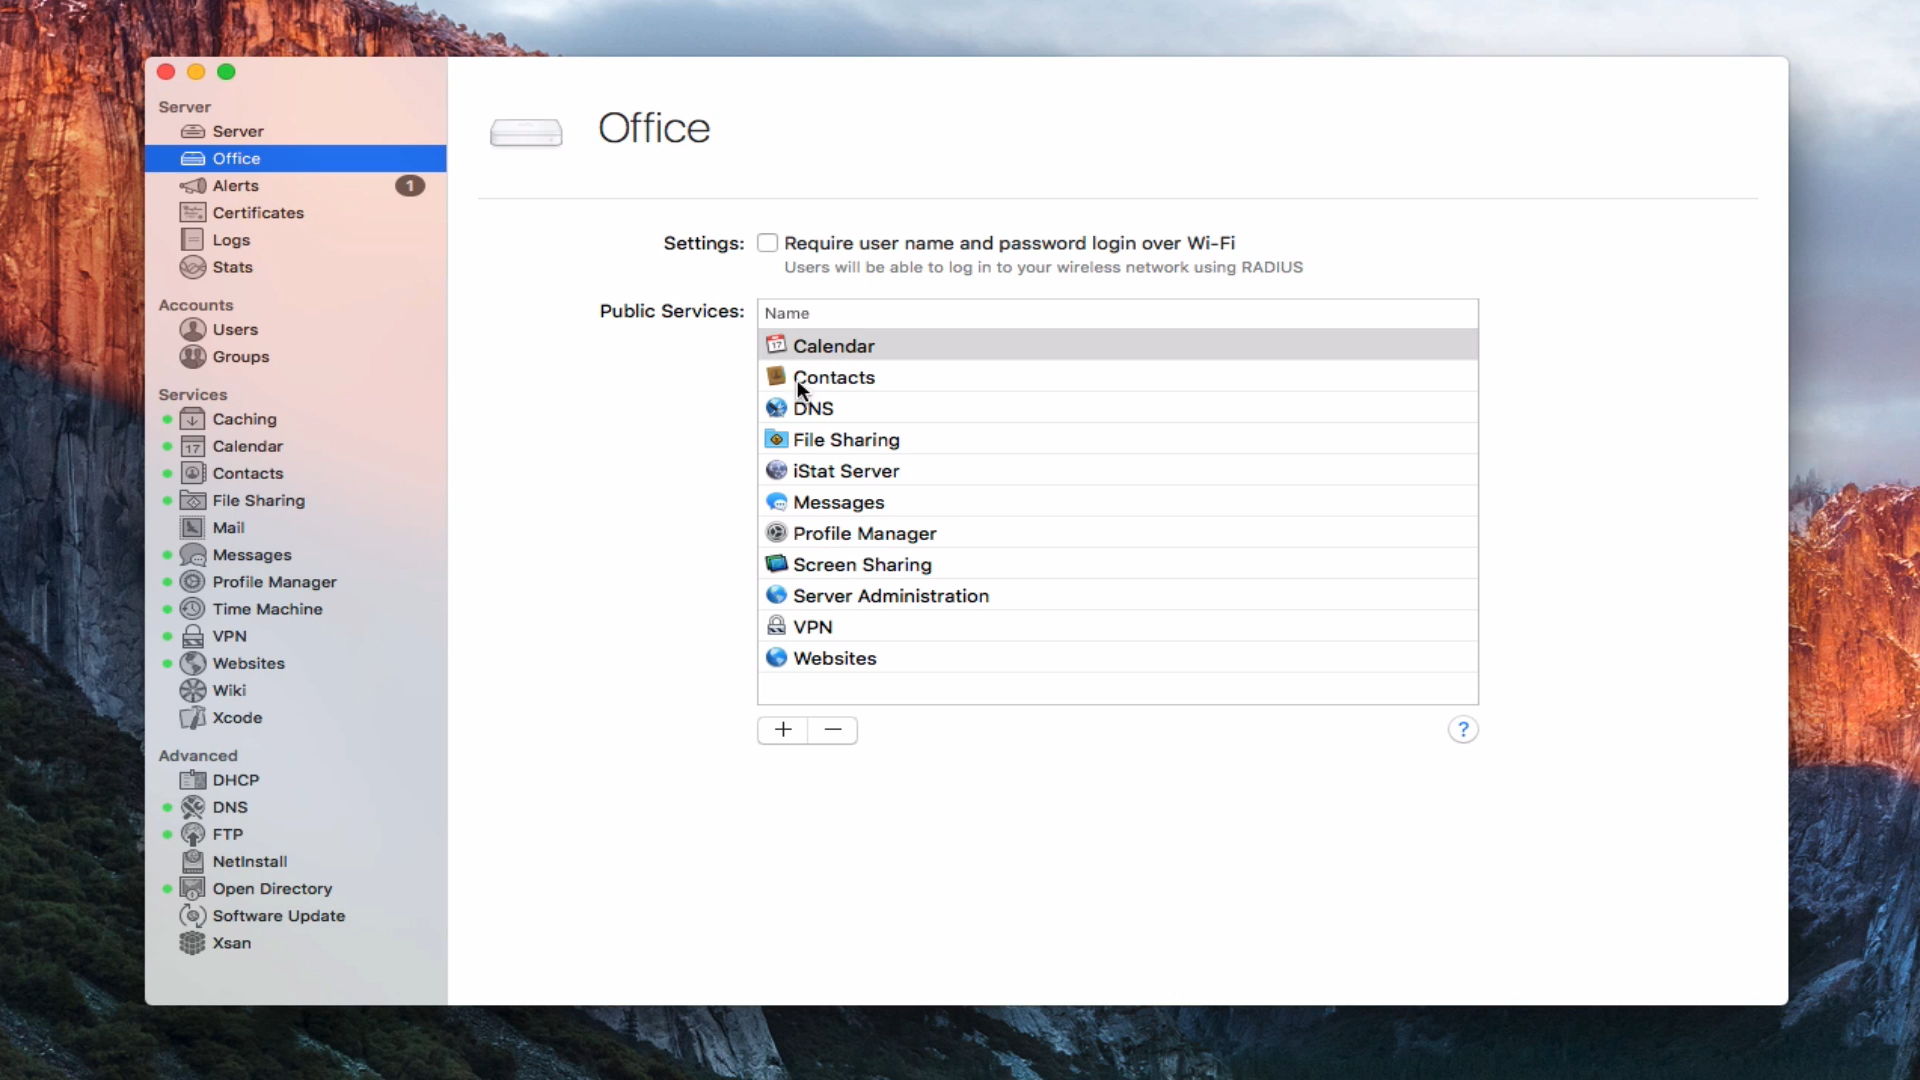 Server
Server
Office
Alerts
1
Certificates
Logs
Stats
Accounts
Users
Groups
Services
Caching
17
Calendar
Contacts
File Sharing
Mail
Messages
Profile Manager
Time Machine
VPN
Websites
Wiki
Xcode
Advanced
DHCP
DNS
FTP
NetInstall
Open Directory
Software Update
Xsan
Office
Settings:
Require user name and password login over Wi-Fi
Users will be able to log in to your wireless network using RADIUS
Public Services:
Name
17
Calendar
Contacts
DNS
File Sharing
iStat Server
Messages
Profile Manager
Screen Sharing
Server Administration
VPN
Websites
+
−
?